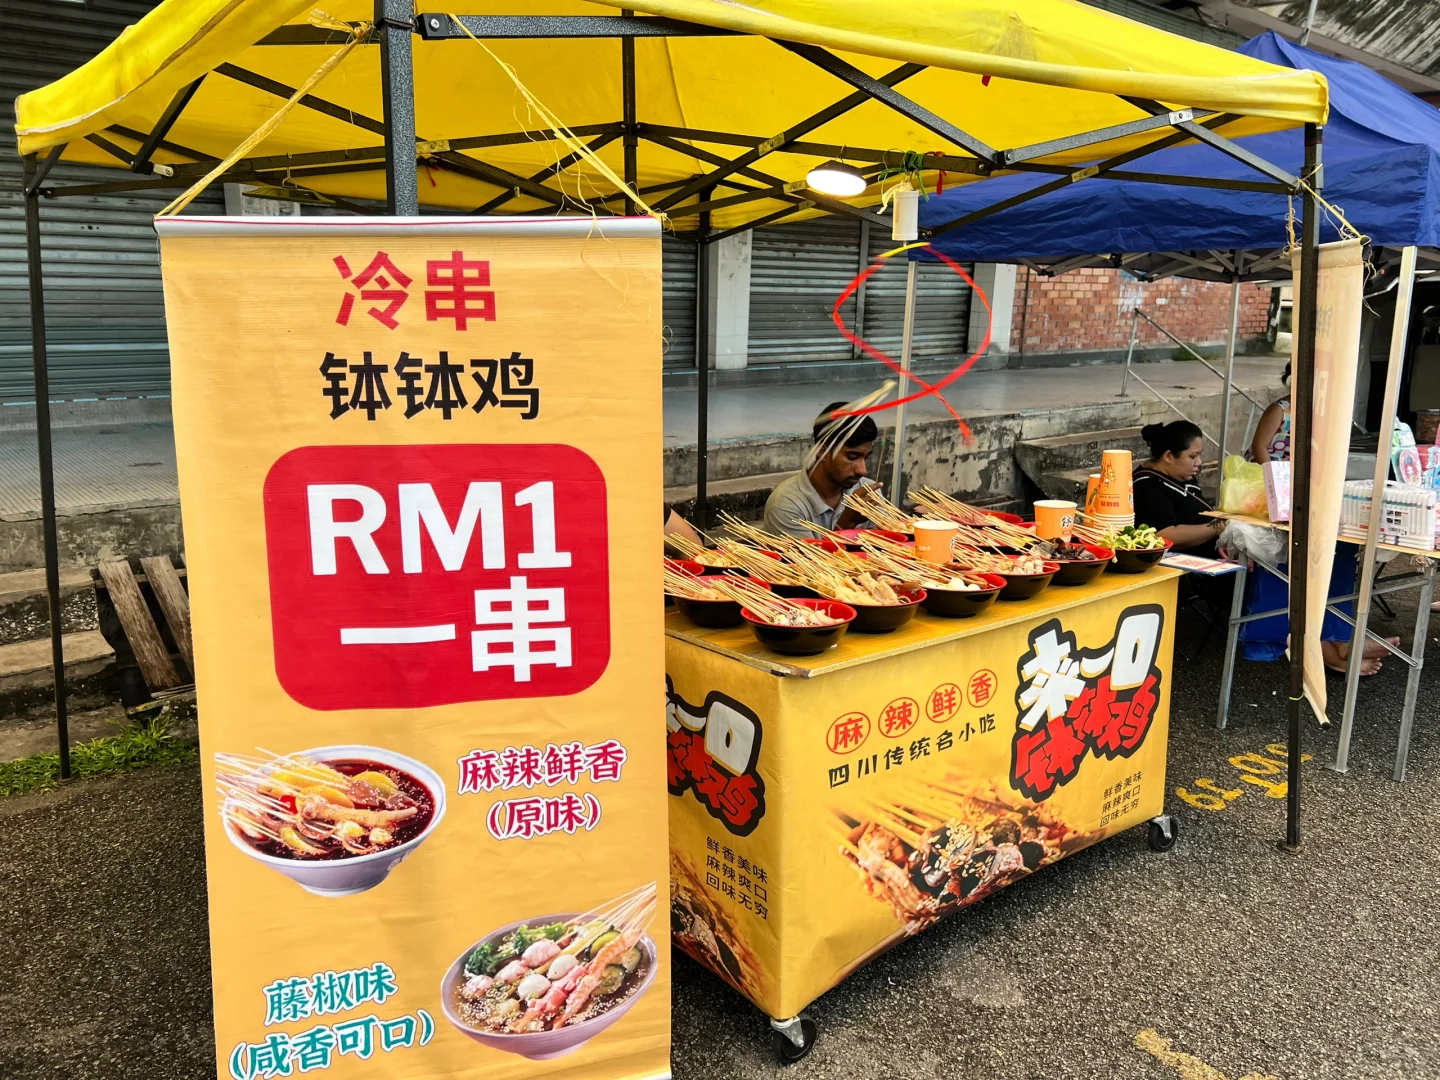 冷串
钵钵鸡
RM1
一串
麻辣鲜香
(原味)
藤椒味
(咸香可口)
来一口
钵钵鸡
鲜香美味
麻辣爽口
回味无穷
麻辣鲜香
四川传统名小吃
来一口
钵钵鸡
鲜香美味
麻辣爽口
回味无穷